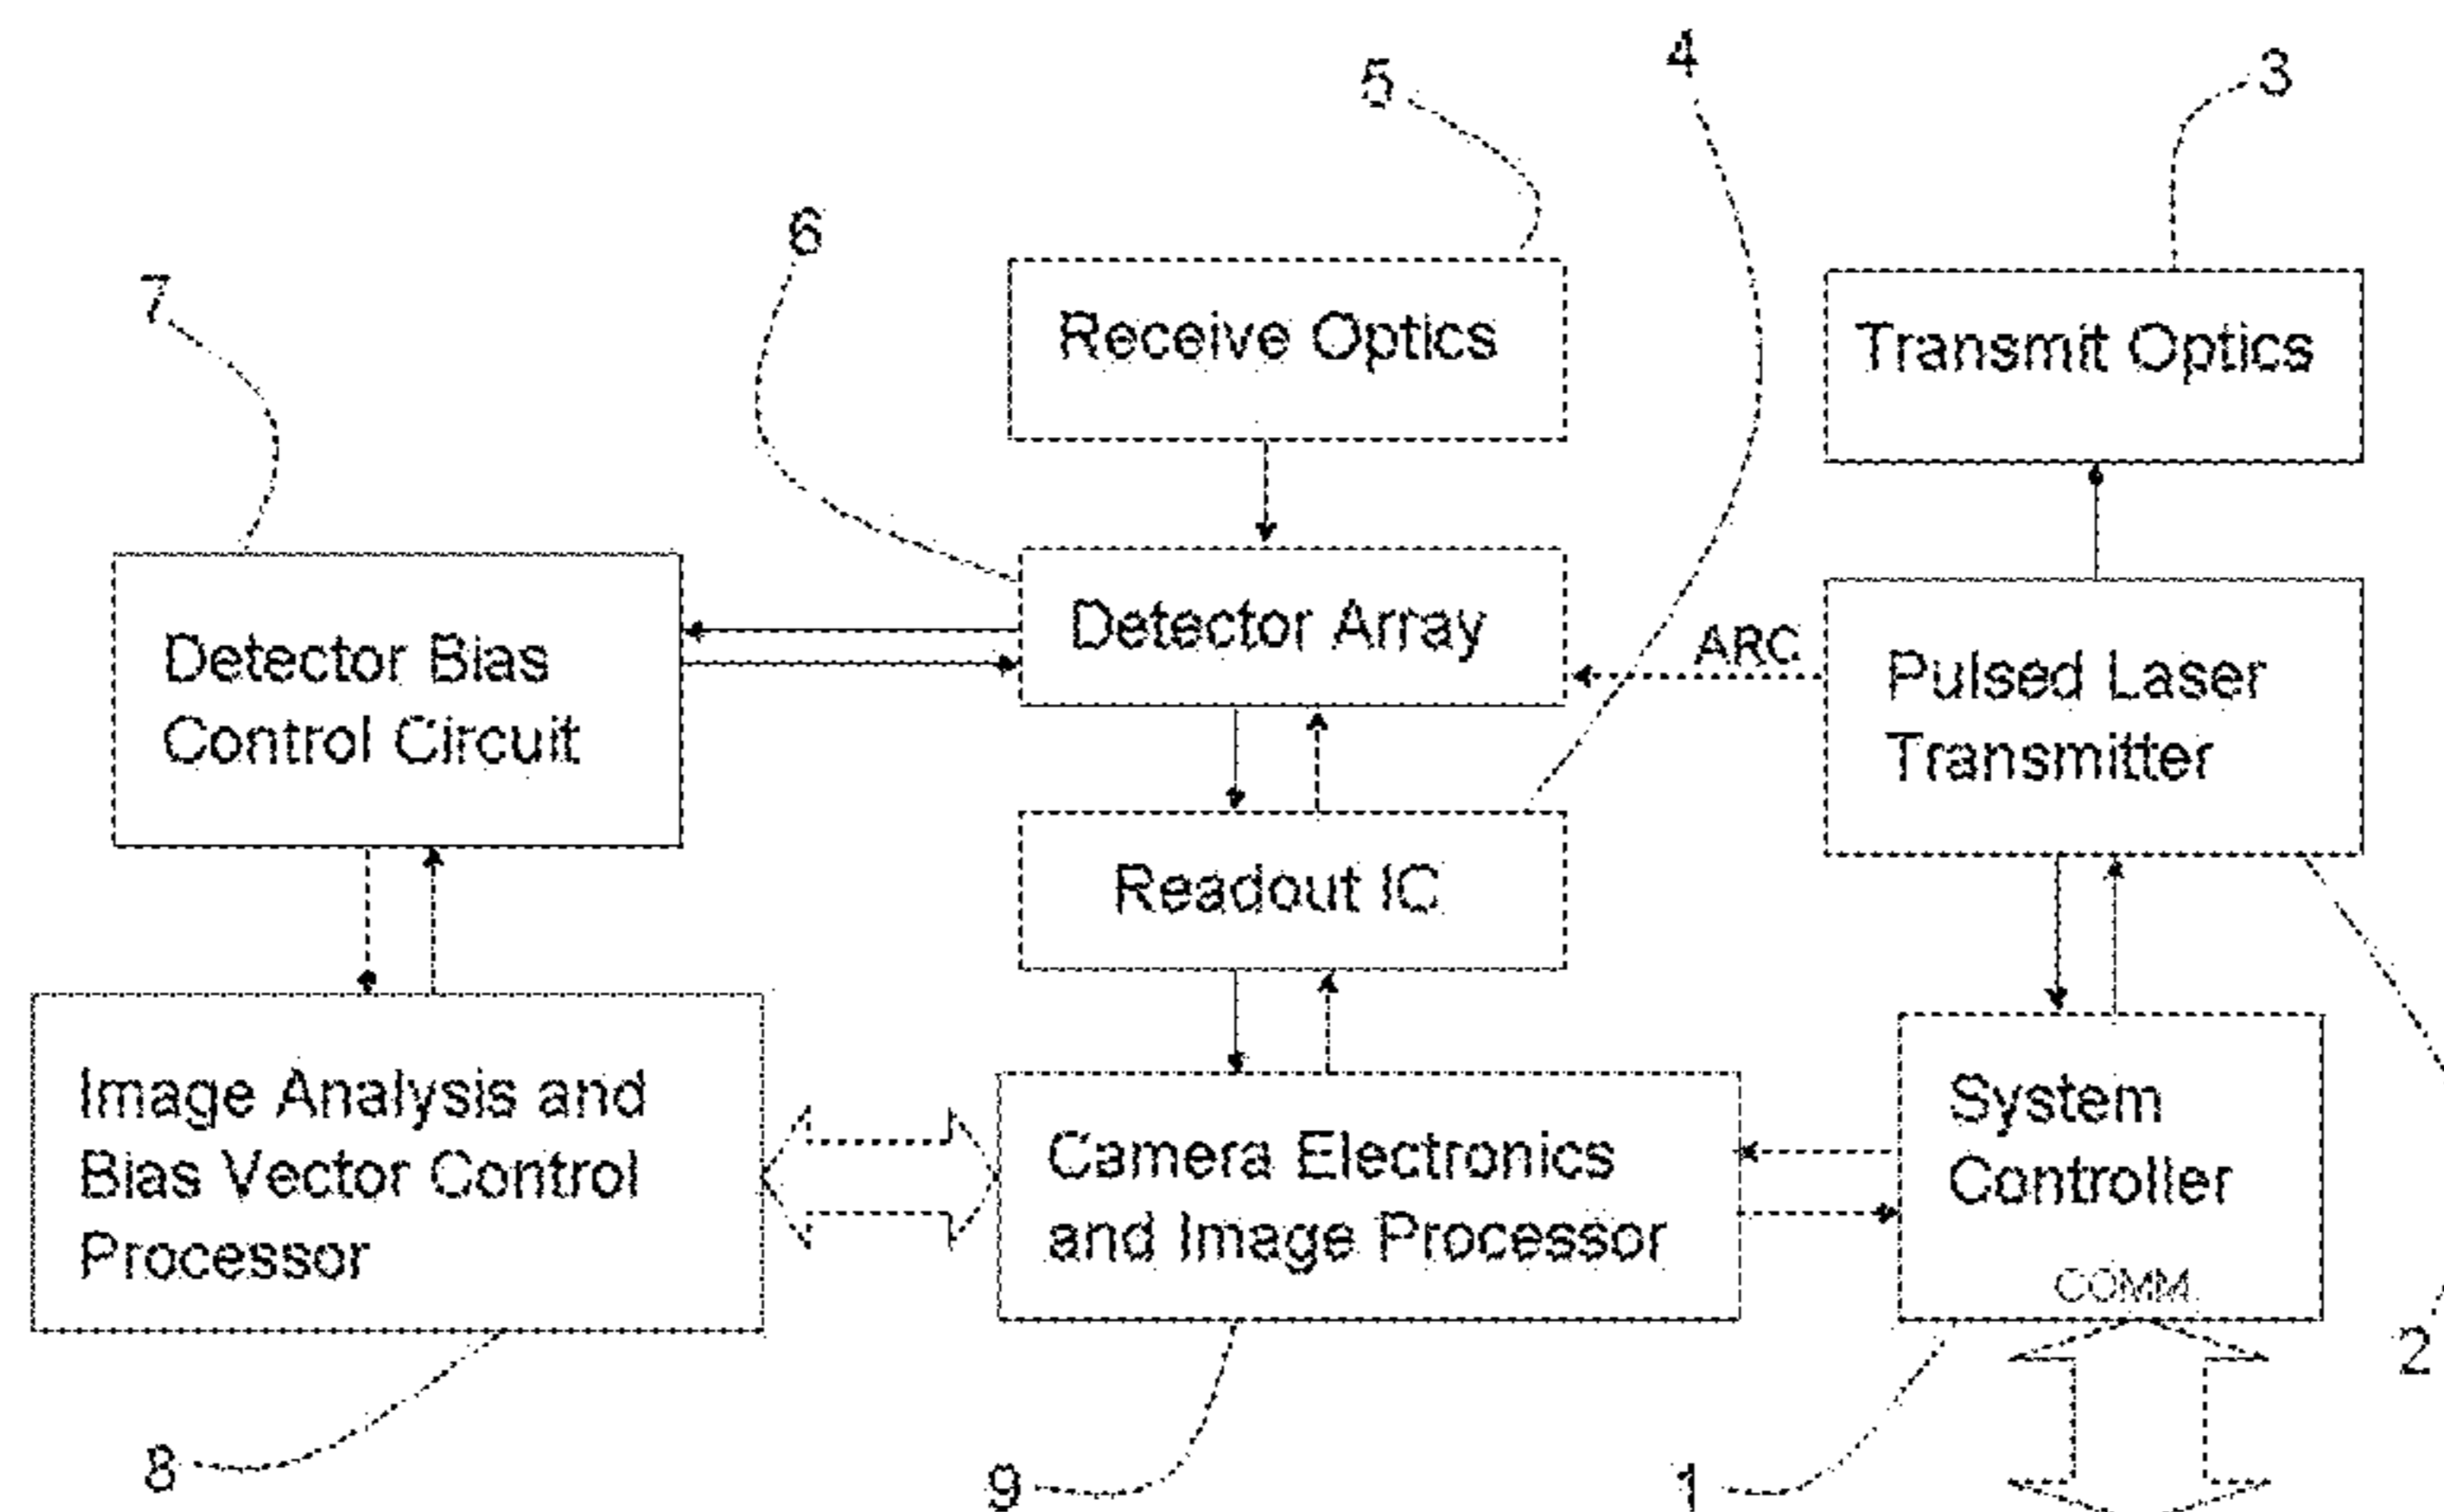 4
5
3
6
7
Receive Optics
Transmit Optics
Detector Bias
Control Circuit
Detector Array
ARC
Pulsed Laser
Transmitter
Readout IC
Image Analysis and
Bias Vector Control
Processor
Camera Electronics
and Image Processor
System
Controller
COMM.
2
8
9
1